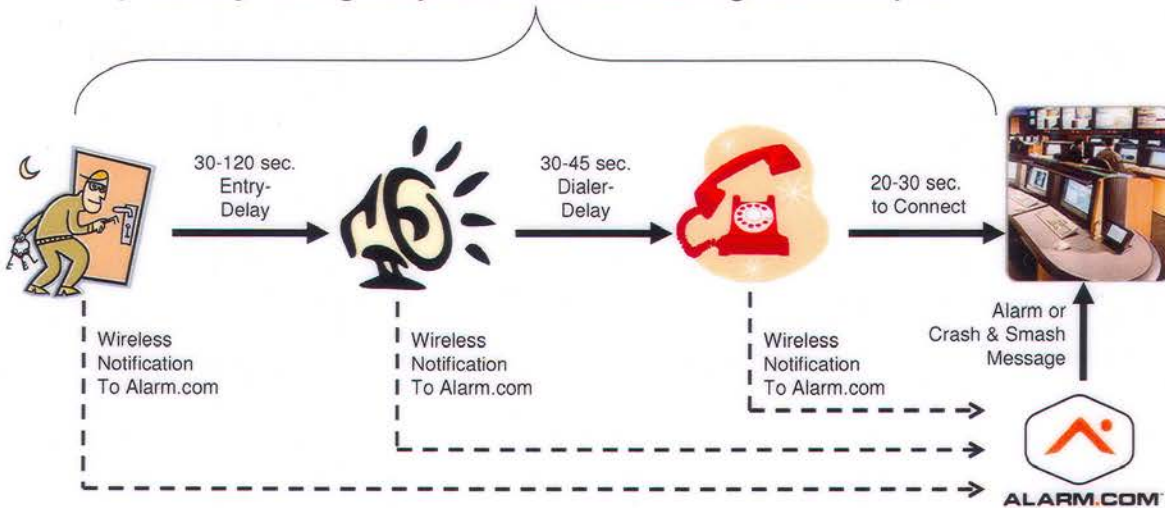 30-120 sec.
Entry-
Delay
30-45 sec.
Dialer-
Delay
20-30 sec.
to Connect
Wireless
Notification
To Alarm.com
Wireless
Notification
To Alarm.com
Wireless
Notification
To Alarm.com
Alarm or
Crash & Smash
Message
ALARM.COM